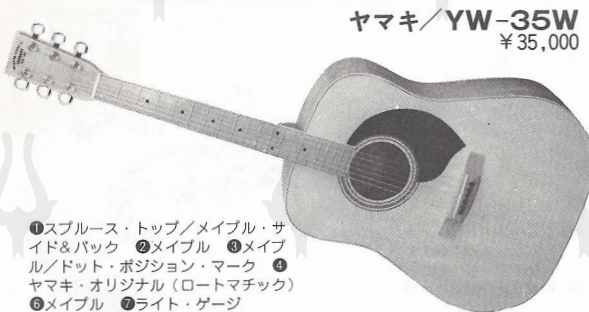 ヤマキ／YW-35W
￥35,000
❶スプルース・トップ／メイプル・サ
イド&バック ❷メイプル ❸メイプ
ル／ドット・ポジション・マーク ❹
ヤマキ・オリジナル（ロートマチック）
❻メイプル ❼ライト・ゲージ